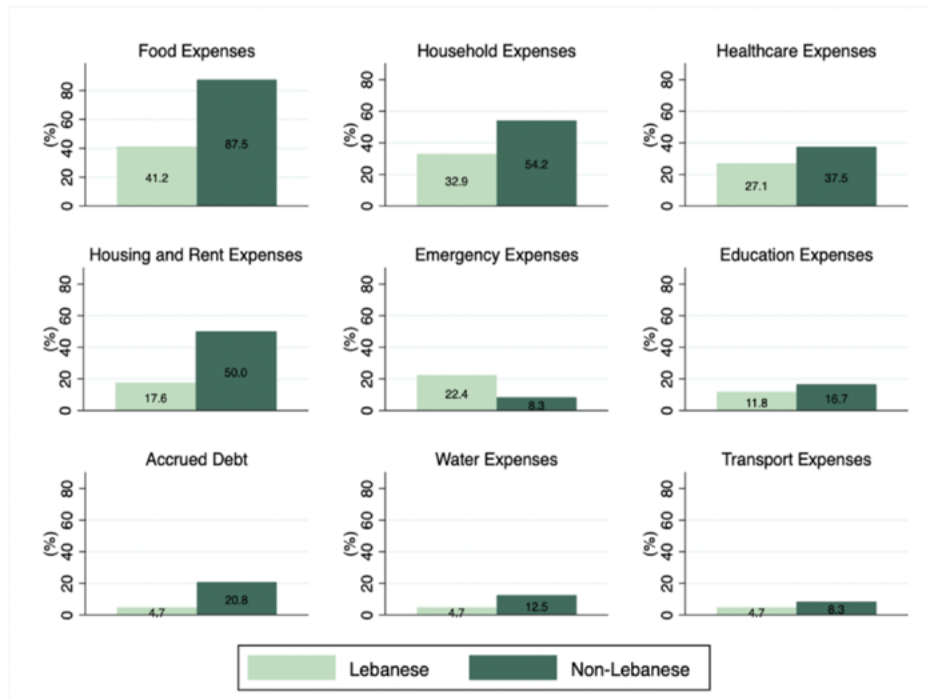 Food Expenses
Household Expenses
Healthcare Expenses
(%)
0 20 40 60 80
41.2
87.5
(%)
0 20 40 60 80
32.9
54.2
(%)
0 20 40 60 80
27.1
37.5
Housing and Rent Expenses
Emergency Expenses
Education Expenses
(%)
0 20 40 60 80
17.6
50.0
(%)
0 20 40 60 80
22.4
8.3
(%)
0 20 40 60 80
11.8
16.7
Accrued Debt
Water Expenses
Transport Expenses
(%)
0 20 40 60 80
4.7
20.8
(%)
0 20 40 60 80
4.7
12.5
(%)
0 20 40 60 80
4.7
8.3
Lebanese
Non-Lebanese